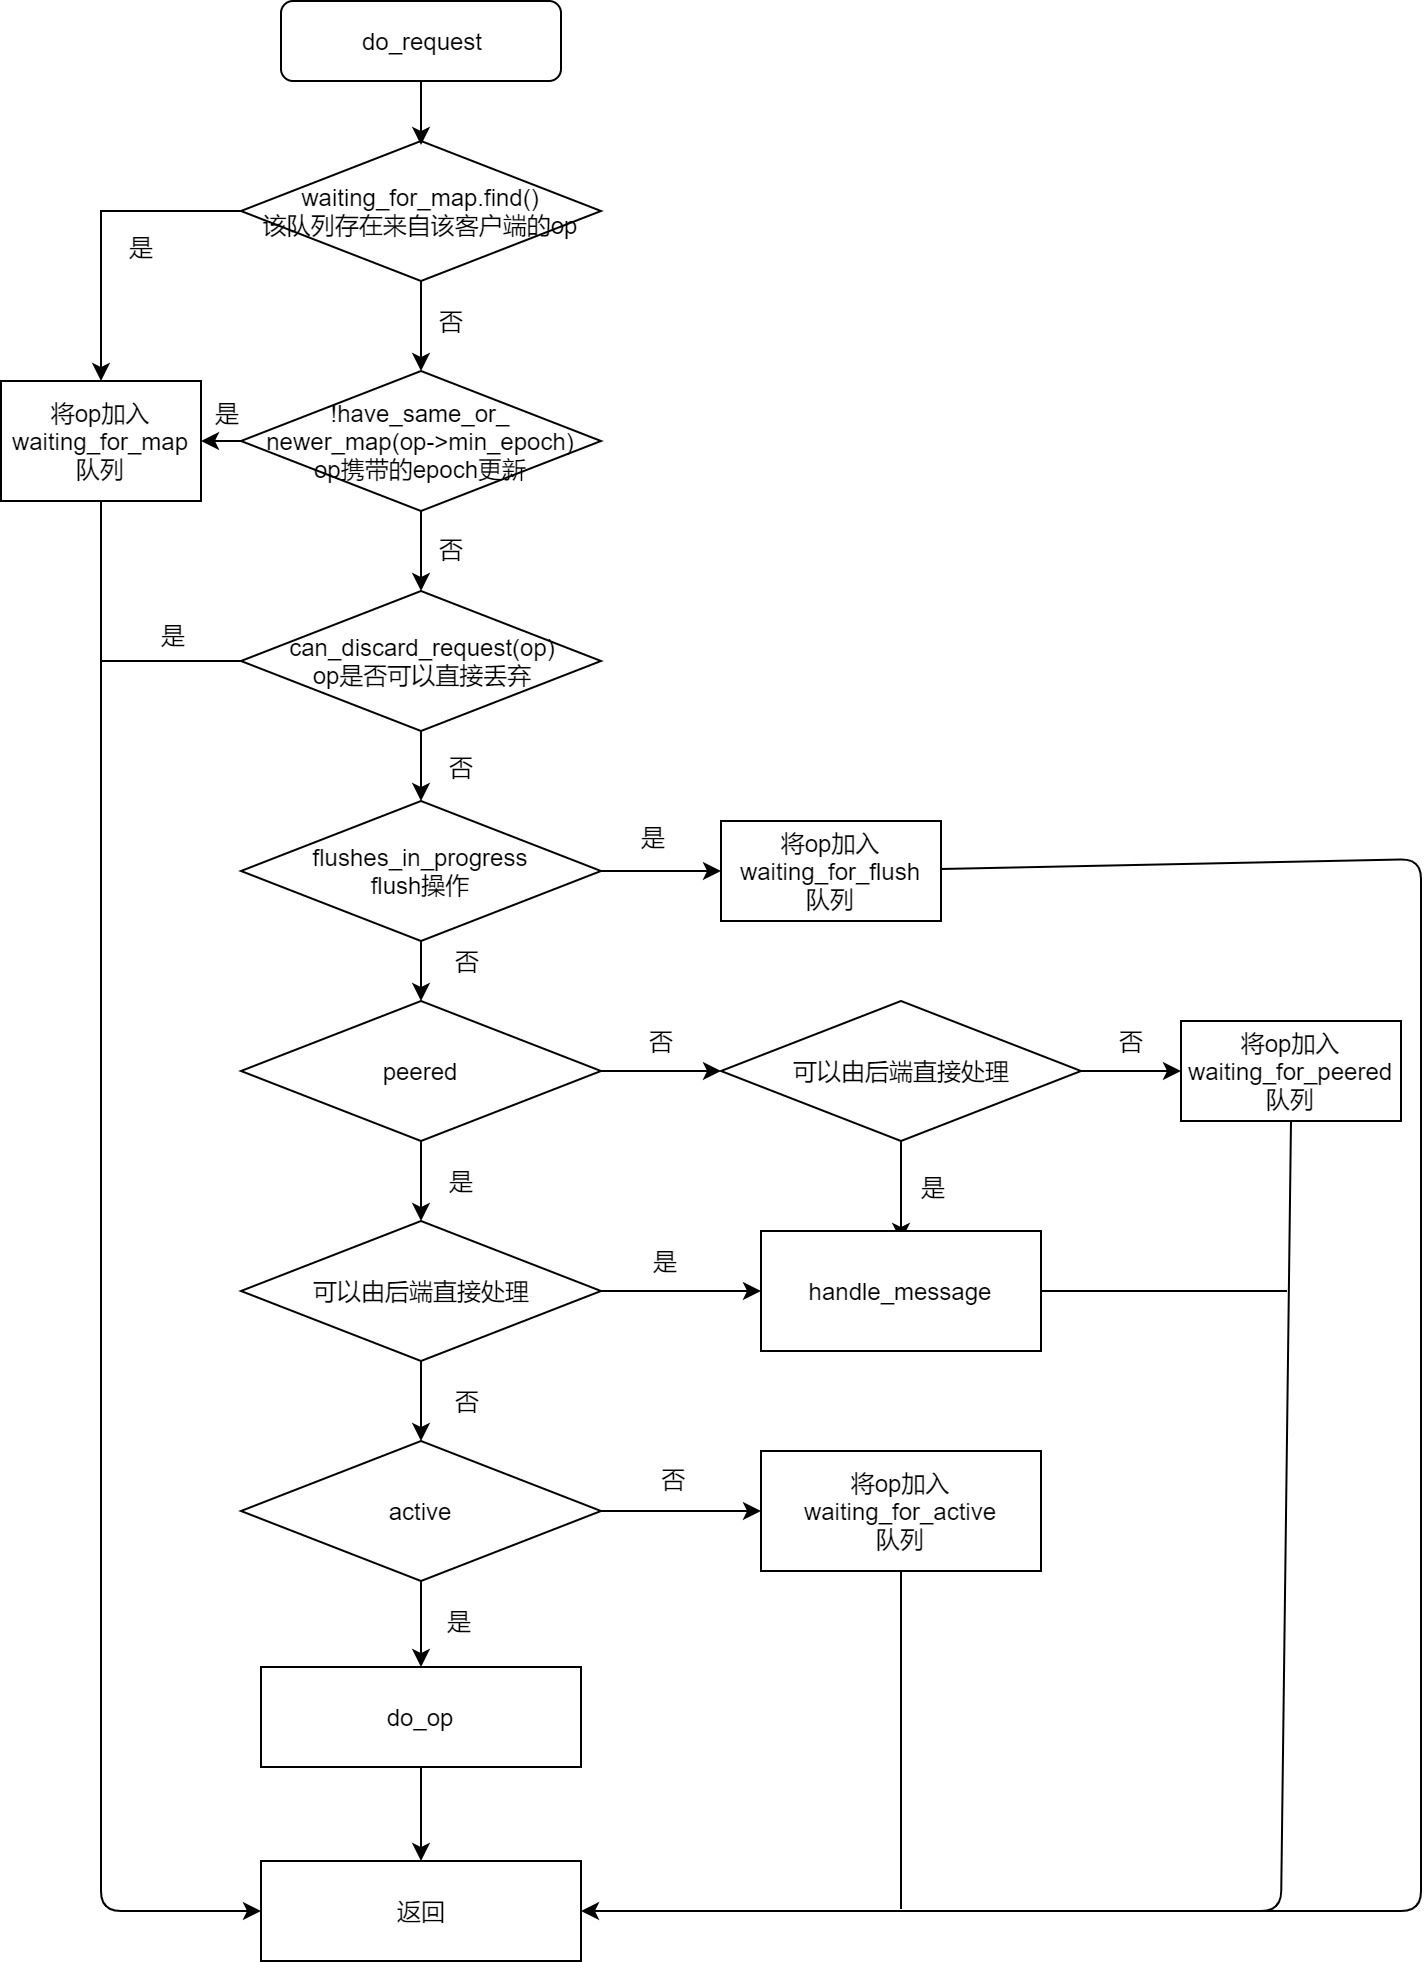 do_request
waiting_for_map.find()
该队列存在来自该客户端的op
是
否
将op加入
waiting_for_map
队列
是
!have_same_or_
newer_map(op->min_epoch)
op携带的epoch更新
否
是
can_discard_request(op)
op是否可以直接丢弃
否
flushes_in_progress
flush操作
是
将op加入
waiting_for_flush
队列
否
peered
否
可以由后端直接处理
否
将op加入
waiting_for_peered
队列
是
是
可以由后端直接处理
是
handle_message
否
active
否
将op加入
waiting_for_active
队列
是
do_op
返回